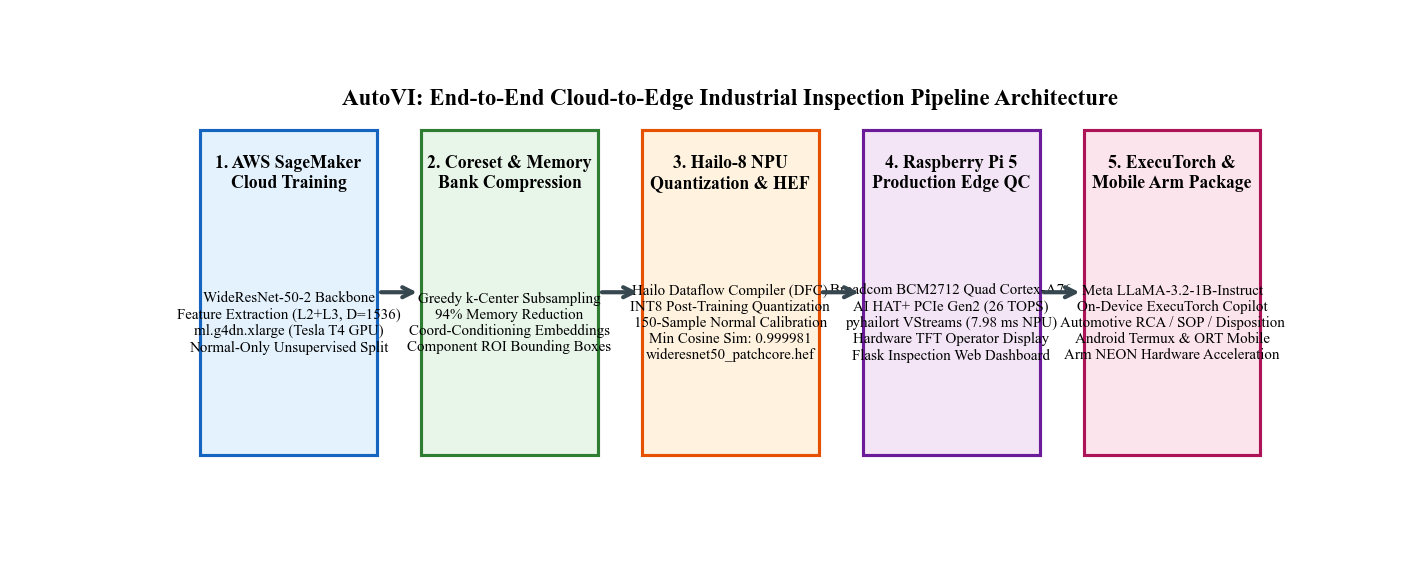 AutoVI: End-to-End Cloud-to-Edge Industrial Inspection Pipeline Architecture
1. AWS SageMaker
Cloud Training
WideResNet-50-2 Backbone
Feature Extraction (L2+L3, D=1536)
ml.g4dn.xlarge (Tesla T4 GPU)
Normal-Only Unsupervised Split
2. Coreset & Memory
Bank Compression
Greedy k-Center Subsampling
94% Memory Reduction
Coord-Conditioning Embeddings
Component ROI Bounding Boxes
3. Hailo-8 NPU
Quantization & HEF
Hailo Dataflow Compiler (DFC)
INT8 Post-Training Quantization
150-Sample Normal Calibration
Min Cosine Sim: 0.999981
wideresnet50_patchcore.hef
4. Raspberry Pi 5
Production Edge QC
Broadcom BCM2712 Quad Cortex-A76
AI HAT+ PCIe Gen2 (26 TOPS)
pyhailort VStreams (7.98 ms NPU)
Hardware TFT Operator Display
Flask Inspection Web Dashboard
5. ExecuTorch &
Mobile Arm Package
Meta LLaMA-3.2-1B-Instruct
On-Device ExecuTorch Copilot
Automotive RCA / SOP / Disposition
Android Termux & ORT Mobile
Arm NEON Hardware Acceleration